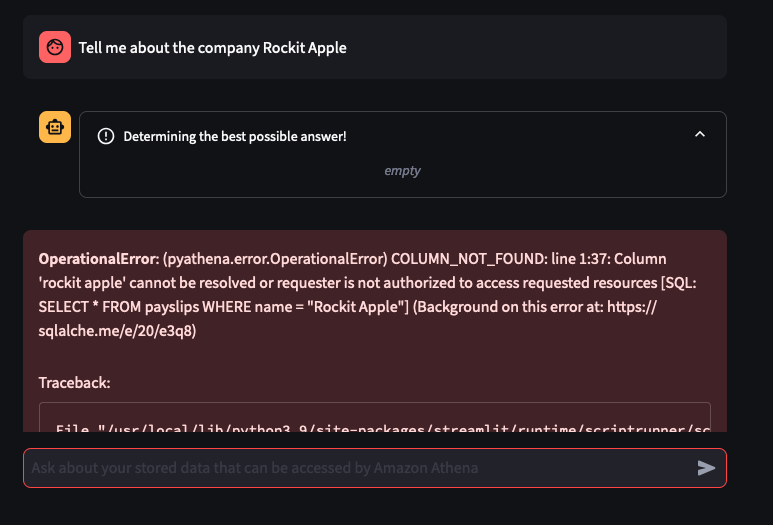 Tell me about the company Rockit Apple
Determining the best possible answer!
empty
OperationalError: (pyathena.error.OperationalError) COLUMN_NOT_FOUND: line 1:37: Column
'rockit apple' cannot be resolved or requester is not authorized to access requested resources [SQL:
SELECT * FROM payslips WHERE name = "Rockit Apple"] (Background on this error at: https://
sqlalche.me/e/20/e3q8)
Traceback:
File "/usr/local/lib/python3.9/site-packages/streamlit/runtime/scriptrunner/sc
Ask about your stored data that can be accessed by Amazon Athena